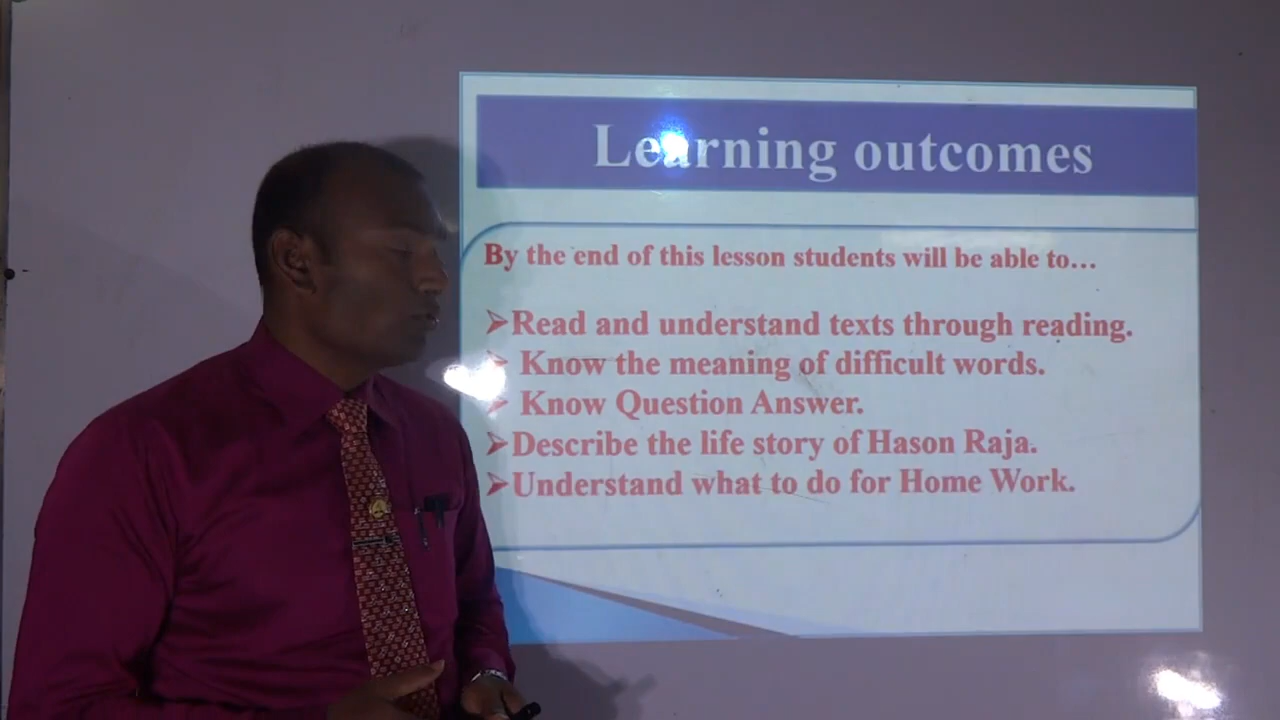 Learning outcomes
By the end of this lesson students will be able to...
➢Read and understand texts through reading.
➢ Know the meaning of difficult words.
➢ Know Question Answer.
➢Describe the life story of Hason Raja.
➢Understand what to do for Home Work.